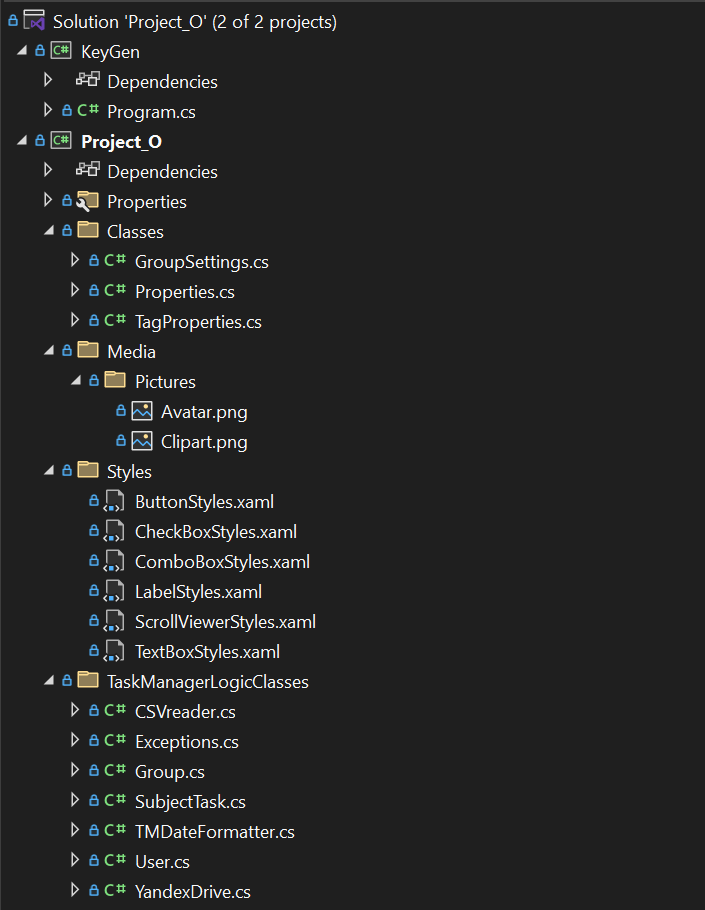 Solution 'Project_O' (2 of 2 projects)
C# KeyGen
Dependencies
C# Program.cs
C# Project_O
Dependencies
Properties
Classes
C# GroupSettings.cs
C# Properties.cs
C# TagProperties.cs
Media
Pictures
Avatar.png
Clipart.png
Styles
ButtonStyles.xaml
CheckBoxStyles.xaml
ComboBoxStyles.xaml
LabelStyles.xaml
ScrollViewerStyles.xaml
TextBoxStyles.xaml
TaskManagerLogicClasses
C# CSVreader.cs
C# Exceptions.cs
C# Group.cs
C# SubjectTask.cs
C# TMDateFormatter.cs
C# User.cs
C# YandexDrive.cs